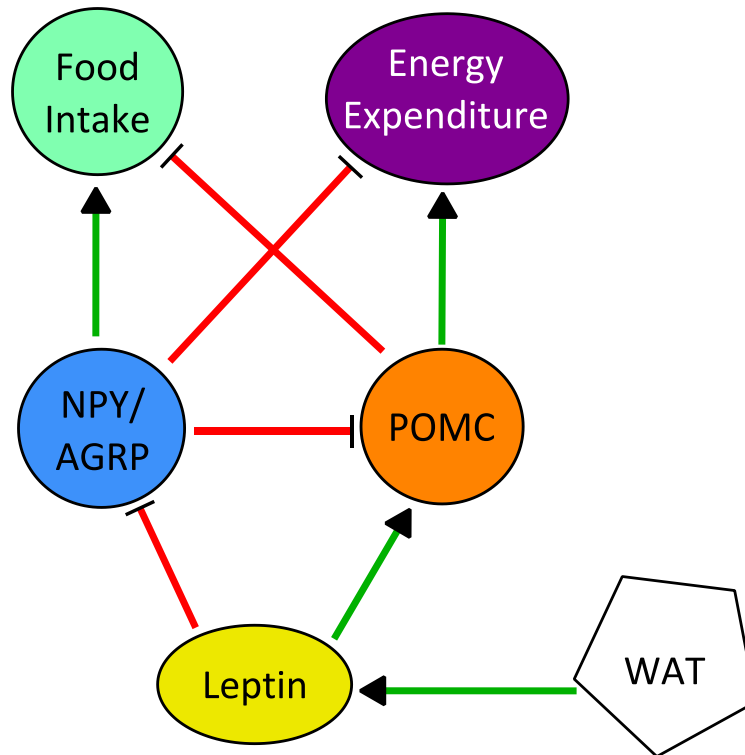 Food
Intake
Energy
Expenditure
NPY/
AGRP
POMC
Leptin
WAT